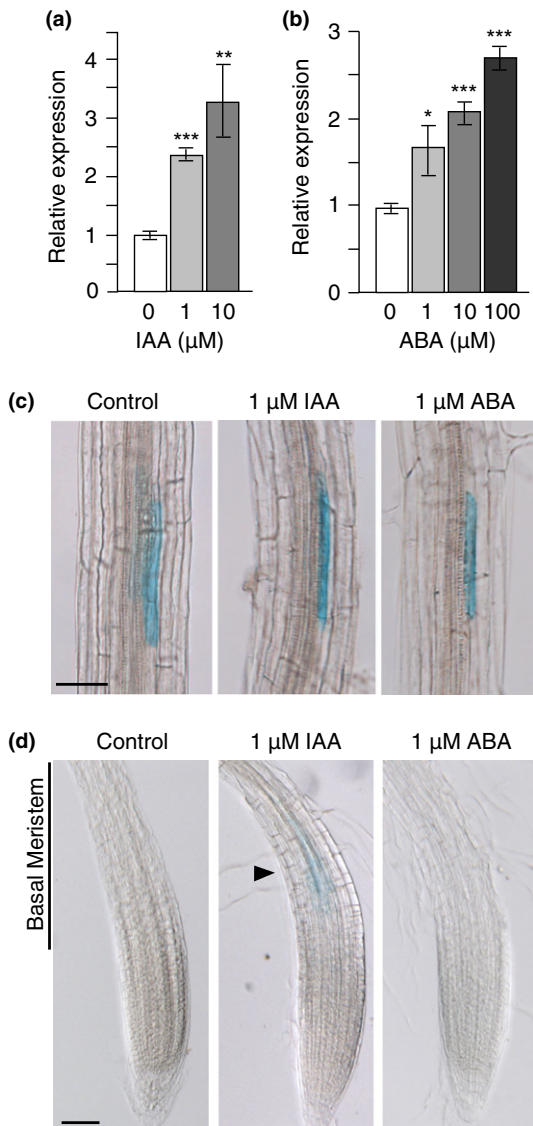 (a)
Relative expression
4
3
2
1
0
**
***
0 1 10
IAA (µM)
(b)
Relative expression
3
2
1
0
*
***
***
0 1 10 100
ABA (µM)
(c)
Control
1 µM IAA
1 µM ABA
(d)
Control
1 µM IAA
1 µM ABA
Basal Meristem